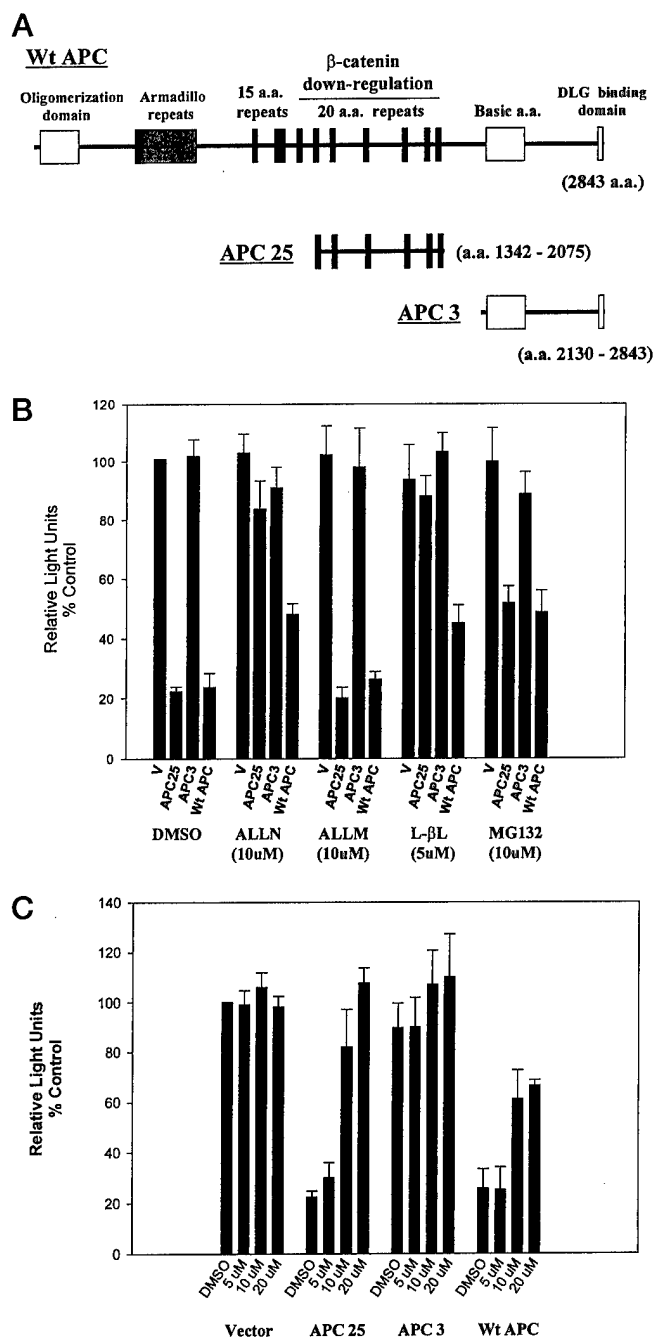 A
Wt APC
β-catenin
down-regulation
Oligomerization
domain
Armadillo
repeats
15 a.a.
repeats
20 a.a. repeats
Basic a.a.
DLG binding
domain
(2843 a.a.)
APC 25
(a.a. 1342 - 2075)
APC 3
(a.a. 2130 - 2843)
B
Relative Light Units
% Control
120
100
80
60
40
20
0
V
APC25
APC3
Wt APC
V
APC25
APC3
Wt APC
V
APC25
APC3
Wt APC
V
APC25
APC3
Wt APC
V
APC25
APC3
Wt APC
DMSO
ALLN
(10uM)
ALLM
(10uM)
L-βL
(5uM)
MG132
(10uM)
C
Relative Light Units
% Control
140
120
100
80
60
40
20
0
DMSO
5 uM
10 uM
20 uM
DMSO
5 uM
10 uM
20 uM
DMSO
5 uM
10 uM
20 uM
DMSO
5 uM
10 uM
20 uM
Vector
APC 25
APC 3
Wt APC